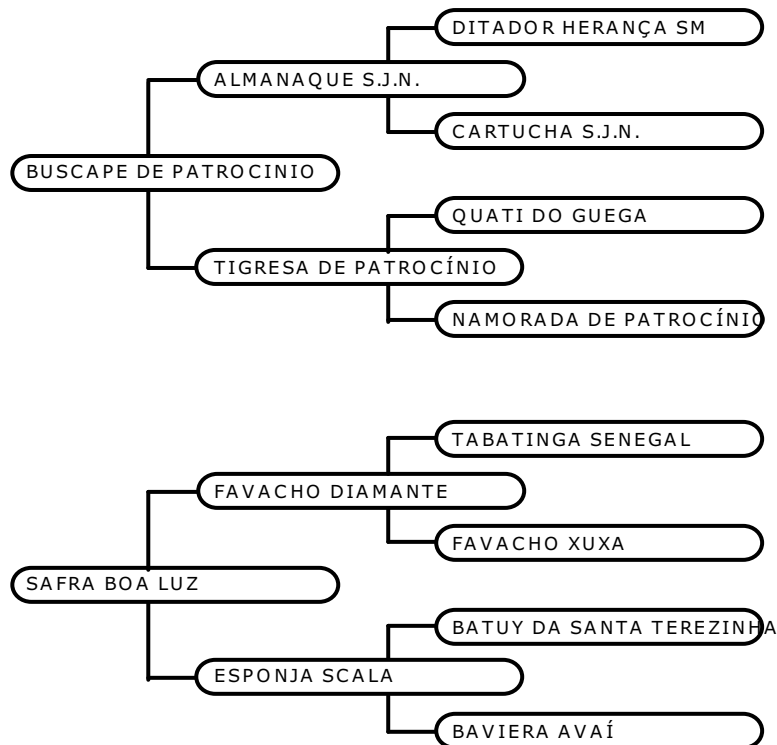 DITADOR HERANÇA SM
ALMANAQUE S.J.N.
CARTUCHA S.J.N.
BUSCAPE DE PATROCINIO
QUATI DO GUEGA
TIGRESA DE PATROCÍNIO
NAMORADA DE PATROCÍNIO
TABATINGA SENEGAL
FAVACHO DIAMANTE
FAVACHO XUXA
SAFRA BOA LUZ
BATUY DA SANTA TEREZINHA
ESPONJA SCALA
BAVIERA AVAÍ